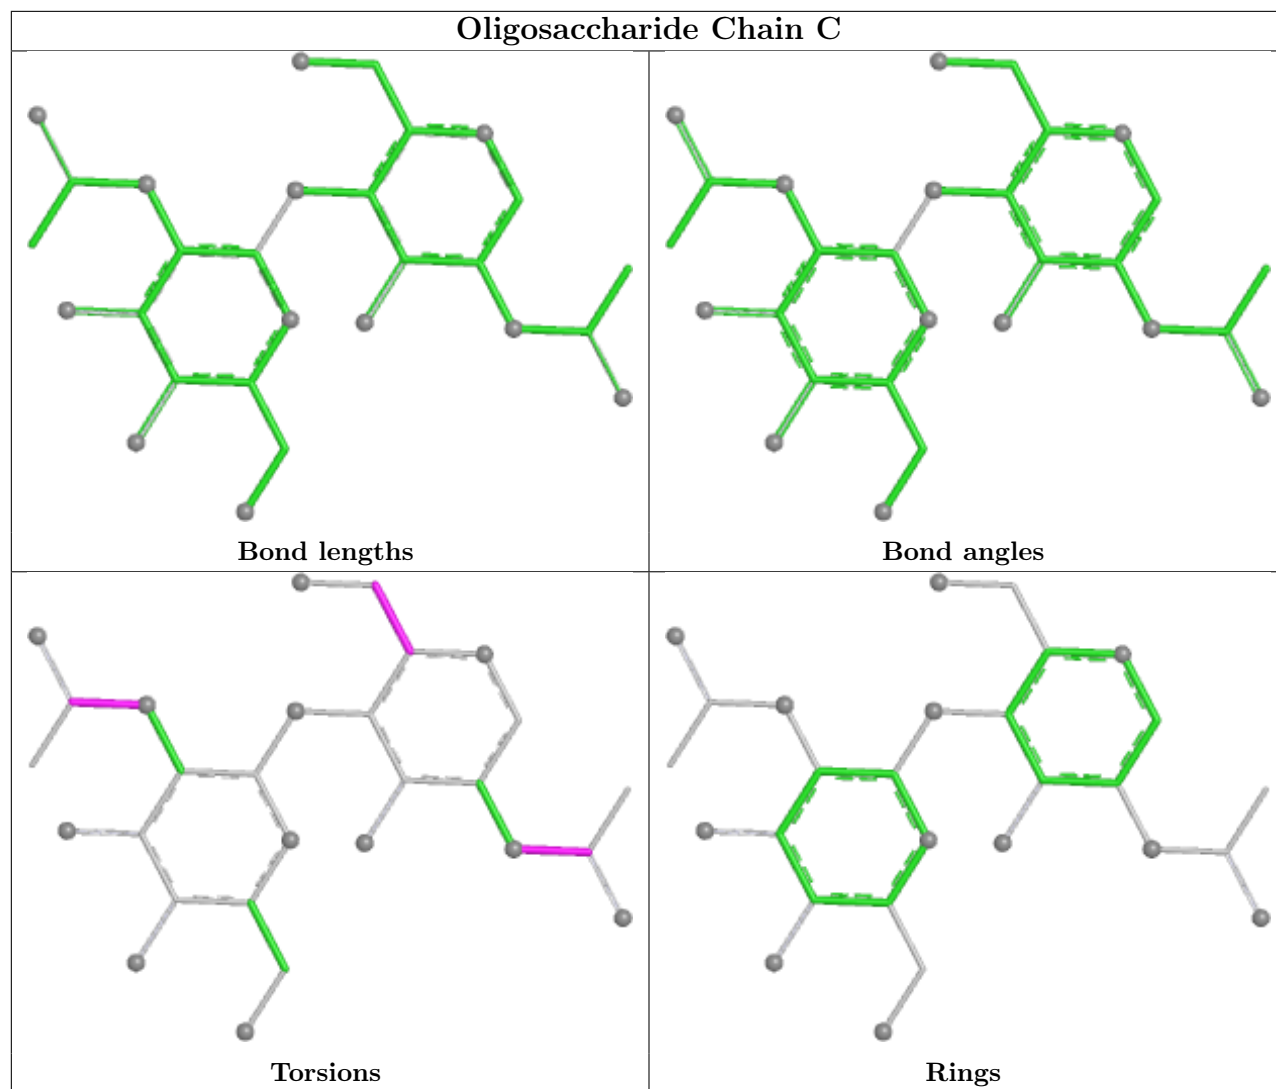 Oligosaccharide Chain C
Bond lengths
Bond angles
Torsions
Rings